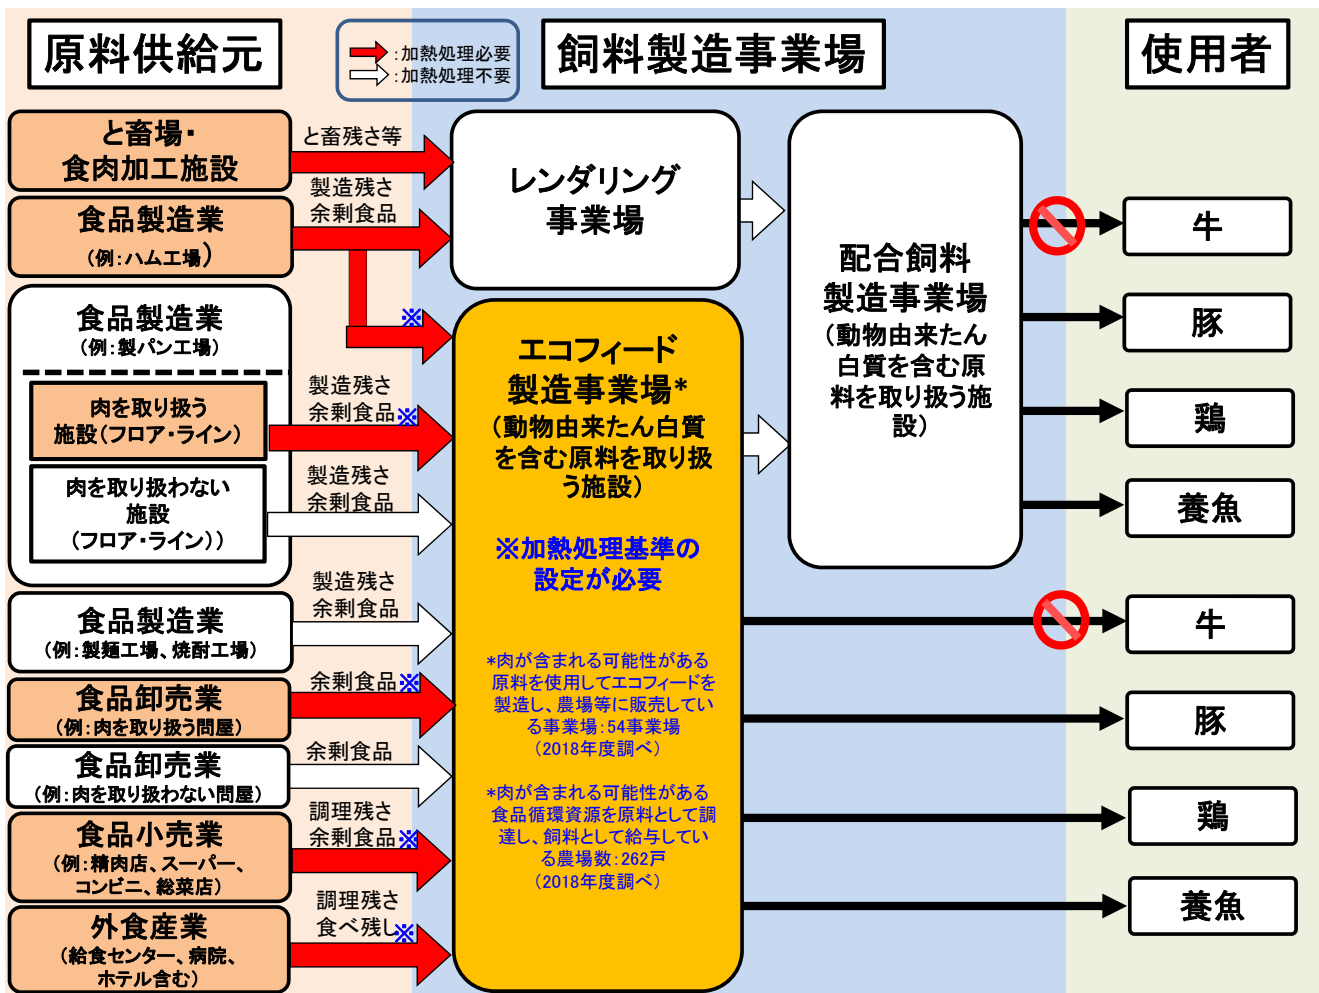 原料供給元
:加熱処理必要
:加熱処理不要
飼料製造事業場
使用者
と畜場・
食肉加工施設
と畜残さ等
食品製造業
(例:ハム工場)
製造残さ
余剰食品
※
食品製造業
(例:製パン工場)
肉を取り扱う
施設(フロア・ライン)
製造残さ
余剰食品※
肉を取り扱わない
施設
(フロア・ライン))
製造残さ
余剰食品
食品製造業
(例:製麺工場、焼酎工場)
製造残さ
余剰食品
食品卸売業
(例:肉を取り扱う問屋)
余剰食品※
食品卸売業
(例:肉を取り扱わない問屋)
余剰食品
食品小売業
(例:精肉店、スーパー、
コンビニ、総菜店)
調理残さ
余剰食品※
外食産業
(給食センター、病院、
ホテル含む)
調理残さ
食べ残し※
レンダリング
事業場
エコフィード
製造事業場*
(動物由来たん白質
を含む原料を取り扱
う施設)
※加熱処理基準の
設定が必要
*肉が含まれる可能性がある
原料を使用してエコフィードを
製造し、農場等に販売してい
る事業場:54事業場
(2018年度調べ)
*肉が含まれる可能性がある
食品循環資源を原料として調
達し、飼料として給与してい
る農場数:262戸
(2018年度調べ)
配合飼料
製造事業場
(動物由来たん
白質を含む原
料を取り扱う施
設)
牛
豚
鶏
養魚
牛
豚
鶏
養魚